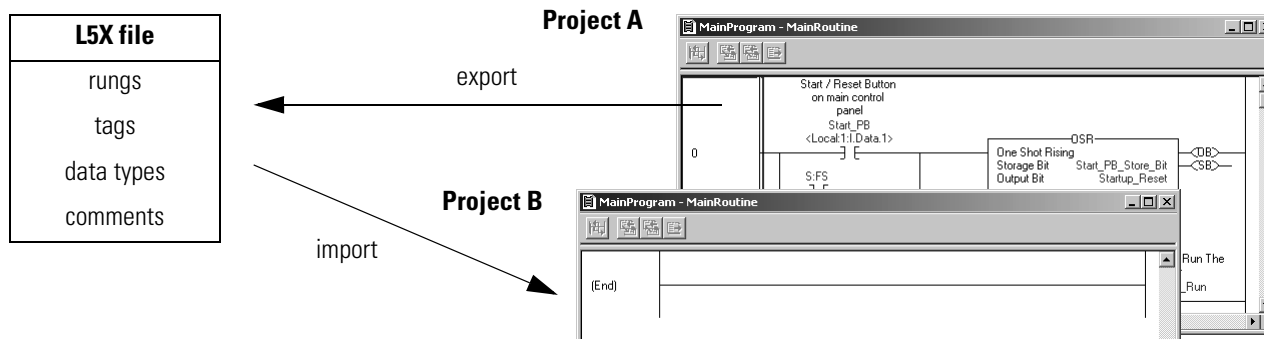 L5X file
rungs
tags
data types
comments
export
import
Project A
MainProgram - MainRoutine
Start / Reset Button
on main control
panel
Start_PB
<Local:1:I.Data.1>
0
S:FS
OSR
One Shot Rising
Storage Bit Start_PB_Store_Bit
Output Bit Startup_Reset
OB
SB
Run The
_Run
Project B
MainProgram - MainRoutine
(End)